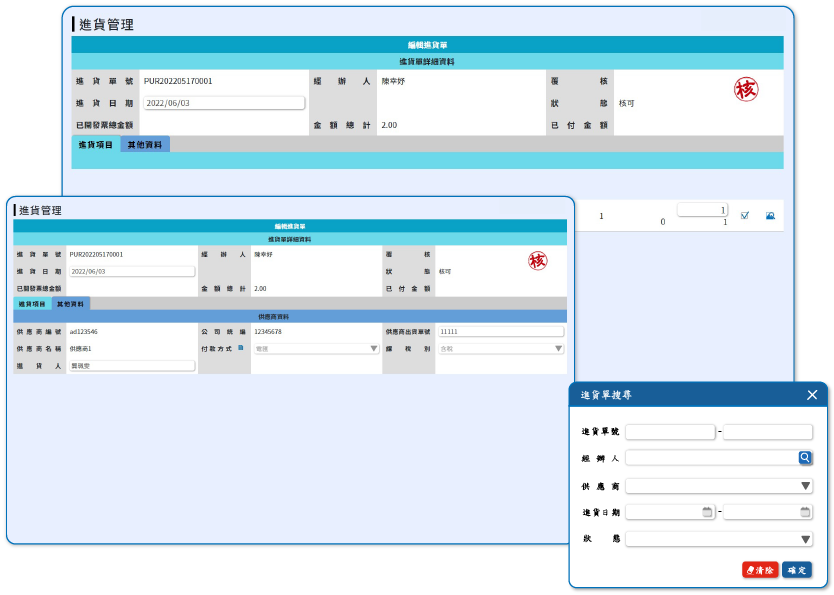 進貨管理
編輯進貨單
進貨單詳細資料
進貨單號 PUR202205170001 經辦人 陳幸妤 覆核
核
進貨日期 2022/06/03 狀態 核可
已開發票總金額 金額總計 2.00 已付金額
進貨項目 其他資料
1 0 1 1
進貨管理
編輯進貨單
進貨單詳細資料
進貨單號 PUR202205170001 經辦人 陳幸妤 覆核
核
進貨日期 2022/06/03 狀態 核可
已開發票總金額 金額總計 2.00 已付金額
進貨項目 其他資料
供應商資料
供應商編號 ad123546 公司統編 12345678 供應商出貨單號 11111
供應商名稱 供應商1 付款方式 電匯 課稅別 含稅
進貨人
進貨單搜尋
進貨單號 -
經辦人
供應商
進貨日期 -
狀態
清除 確定